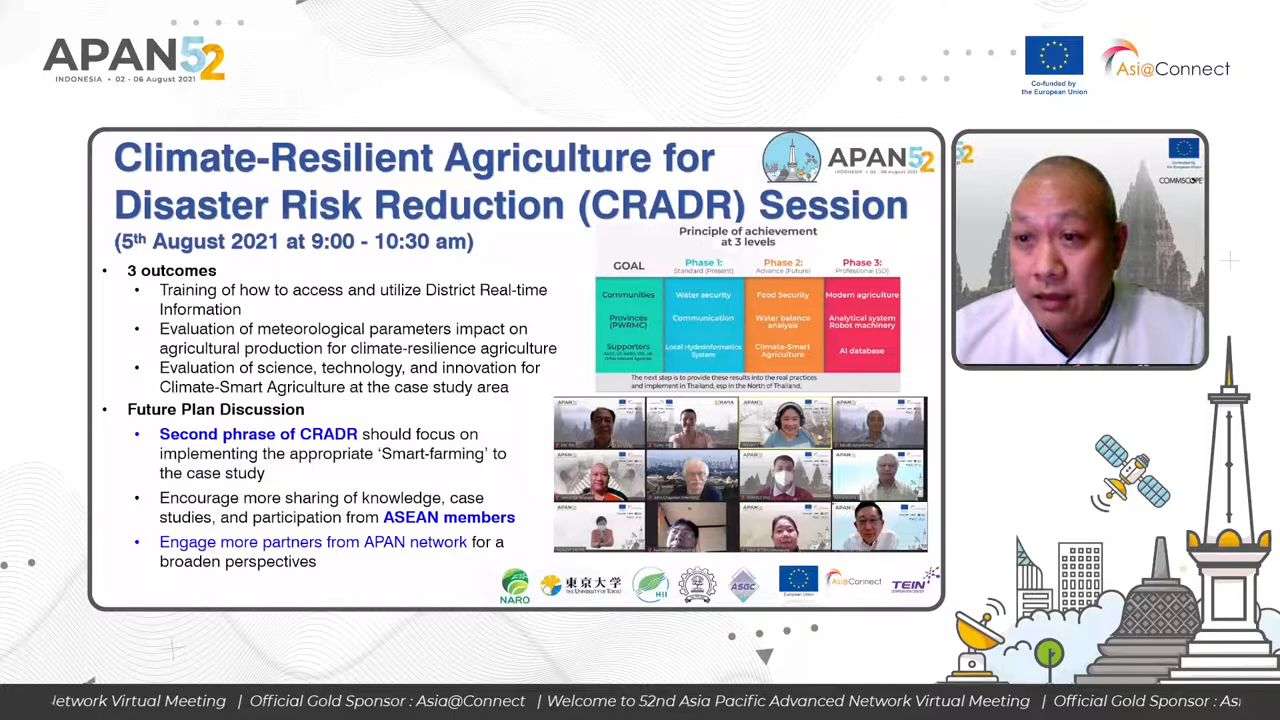 APAN52
INDONESIA • 02 - 06 August 2021
Co-funded by
the European Union
Asi@Connect
Climate-Resilient Agriculture for
Disaster Risk Reduction (CRADR) Session
(5th August 2021 at 9:00 - 10:30 am)
APAN52
INDONESIA • 02 - 06 August 2021
• 3 outcomes
• Training of how to access and utilize District Real-time
Information
• Evaluation of meteorological parameters impact on
agricultural production for climate-resilience agriculture
• Evaluation of science, technology, and innovation for
Climate-Smart Agriculture at the case study area
• Future Plan Discussion
• Second phrase of CRADR should focus on
implementing the appropriate ‘Smart-farming’ to
the case study
• Encourage more sharing of knowledge, case
studies, and participation from ASEAN members
• Engage more partners from APAN network for a
broaden perspectives
Principle of achievement
at 3 levels
GOAL
Phase 1:
Standard (Present)
Phase 2:
Advance (Future)
Phase 3:
Professional (SD)
Communities
Water security
Food Security
Modern agriculture
Provinces
(PWRMC)
Communication
Water balance
analysis
Analytical system
Robot machinery
Supporters
Local Hydroinformatics
System
Climate-Smart
Agriculture
AI database
The next step is to provide these results into the real practices
and implement in Thailand, esp in the North of Thailand.
NARO
東京大学
THE UNIVERSITY OF TOKYO
HII
ASGC
European Union
Asi@Connect
TEIN
52
Co-funded by
the European Union
COMMSCOPE
Network Virtual Meeting | Official Gold Sponsor : Asia@Connect | Welcome to 52nd Asia Pacific Advanced Network Virtual Meeting | Official Gold Sponsor : Asi